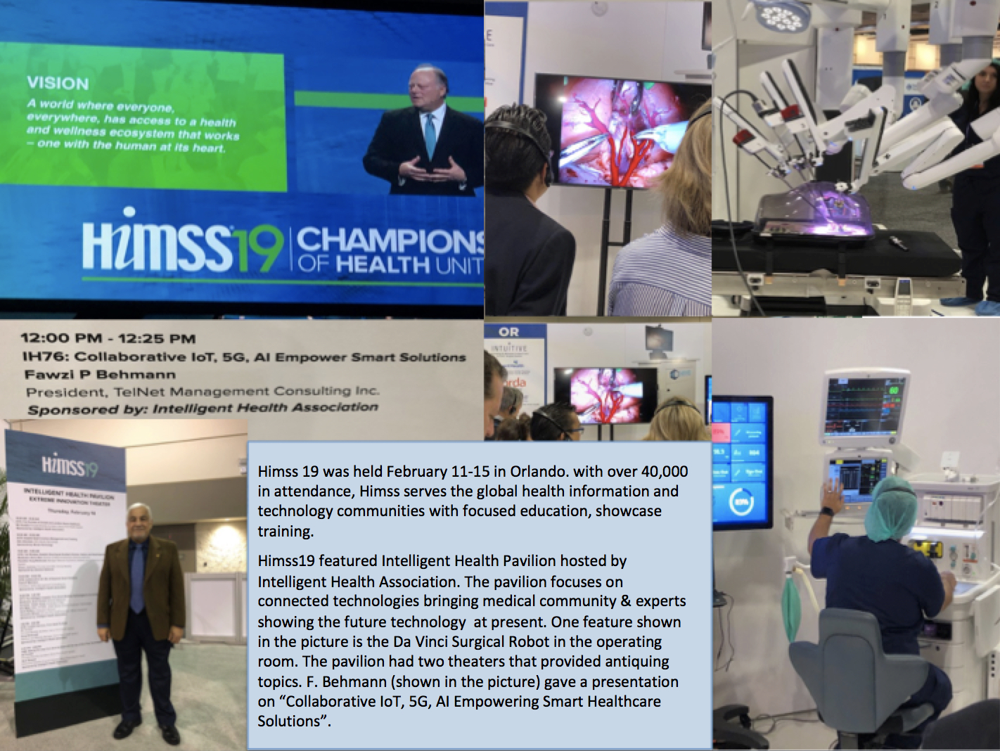 VISION
A world where everyone,
everywhere, has access to a health
and wellness ecosystem that works
– one with the human at its heart.
Himss19
CHAMPIONS
OF HEALTH UNIT
12:00 PM - 12:25 PM
IH76: Collaborative IoT, 5G, AI Empower Smart Solutions
Fawzi P Behmann
President, TelNet Management Consulting Inc.
Sponsored by: Intelligent Health Association
OR
INTUITIVE
Himss19
INTELLIGENT HEALTH PAVILION
EXTREME INNOVATION THEATER
60
Himss 19 was held February 11-15 in Orlando. with over 40,000
in attendance, Himss serves the global health information and
technology communities with focused education, showcase
training.
Himss19 featured Intelligent Health Pavilion hosted by
Intelligent Health Association. The pavilion focuses on
connected technologies bringing medical community & experts
showing the future technology at present. One feature shown
in the picture is the Da Vinci Surgical Robot in the operating
room. The pavilion had two theaters that provided antiquing
topics. F. Behmann (shown in the picture) gave a presentation
on “Collaborative IoT, 5G, AI Empowering Smart Healthcare
Solutions”.